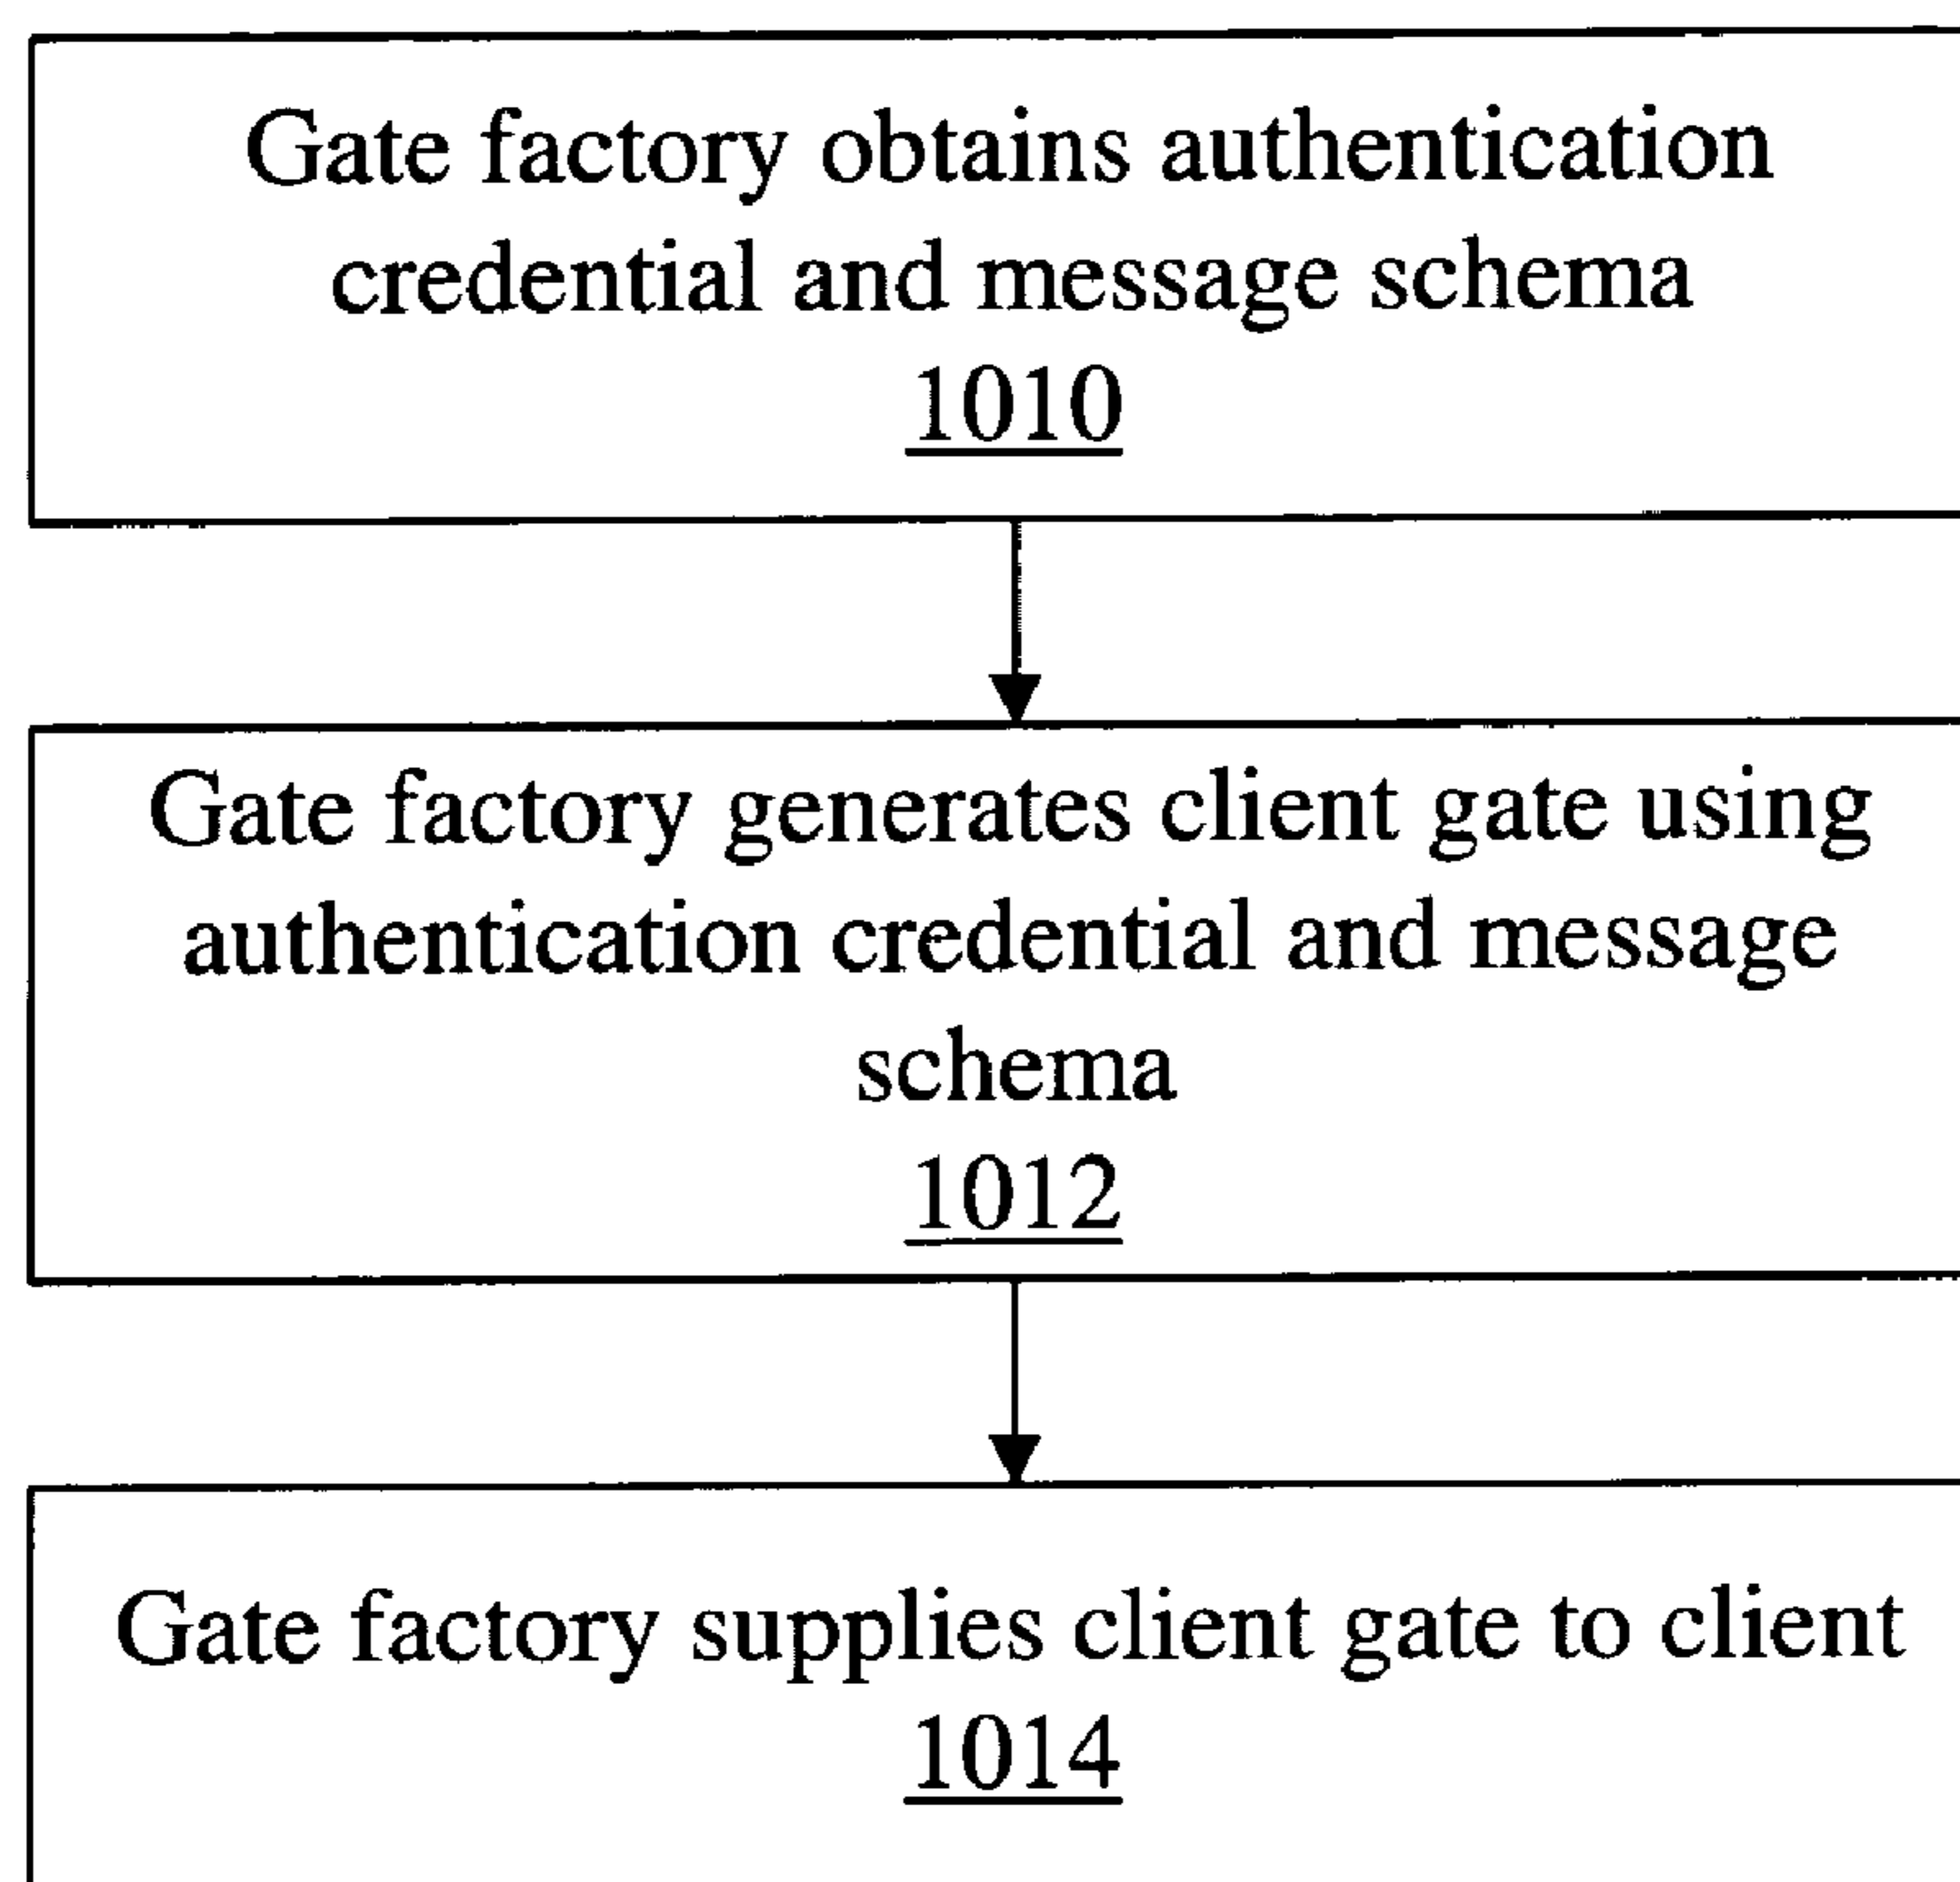 Gate factory obtains authentication
credential and message schema
1010
Gate factory generates client gate using
authentication credential and message
schema
1012
Gate factory supplies client gate to client
1014